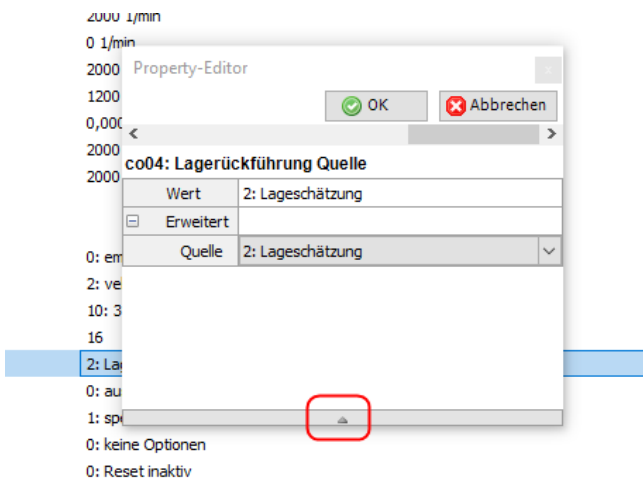 2000 1/min
0 1/min
2000
Property-Editor
1200
OK
Abbrechen
0,000
2000
co04: Lagerückführung Quelle
2000
Wert 2: Lageschätzung
Erweitert
Quelle 2: Lageschätzung
0: em
2: ve
10: 3
16
2: La
0: au
1: sp
0: keine Optionen
0: Reset inaktiv